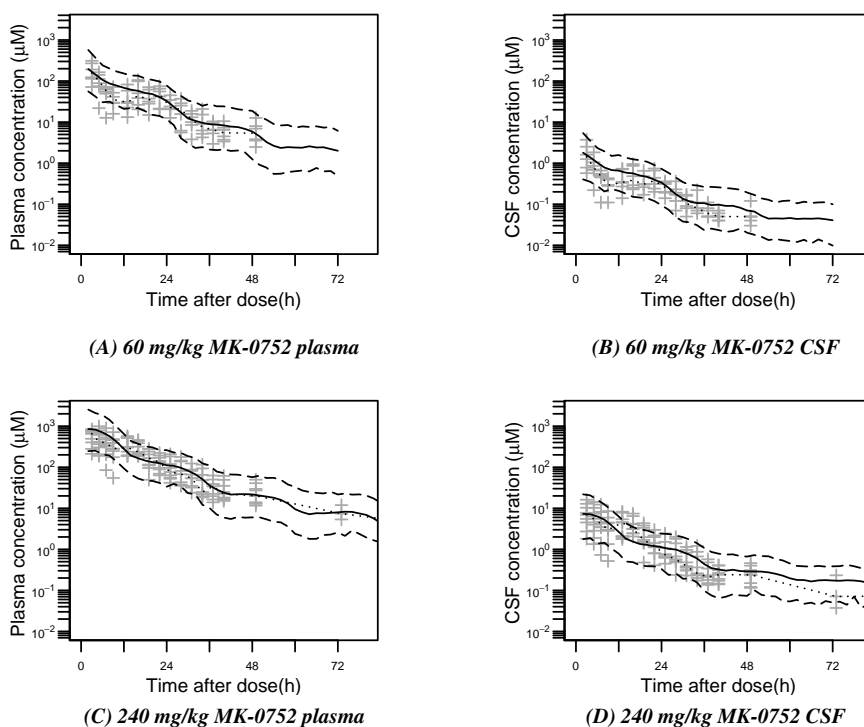 Plasma concentration (µM)
10³
10²
10¹
10⁰
10⁻¹
10⁻²
0 24 48 72
Time after dose(h)
(A) 60 mg/kg MK-0752 plasma
CSF concentration (µM)
10³
10²
10¹
10⁰
10⁻¹
10⁻²
0 24 48 72
Time after dose(h)
(B) 60 mg/kg MK-0752 CSF
Plasma concentration (µM)
10³
10²
10¹
10⁰
10⁻¹
10⁻²
0 24 48 72
Time after dose(h)
(C) 240 mg/kg MK-0752 plasma
CSF concentration (µM)
10³
10²
10¹
10⁰
10⁻¹
10⁻²
0 24 48 72
Time after dose(h)
(D) 240 mg/kg MK-0752 CSF